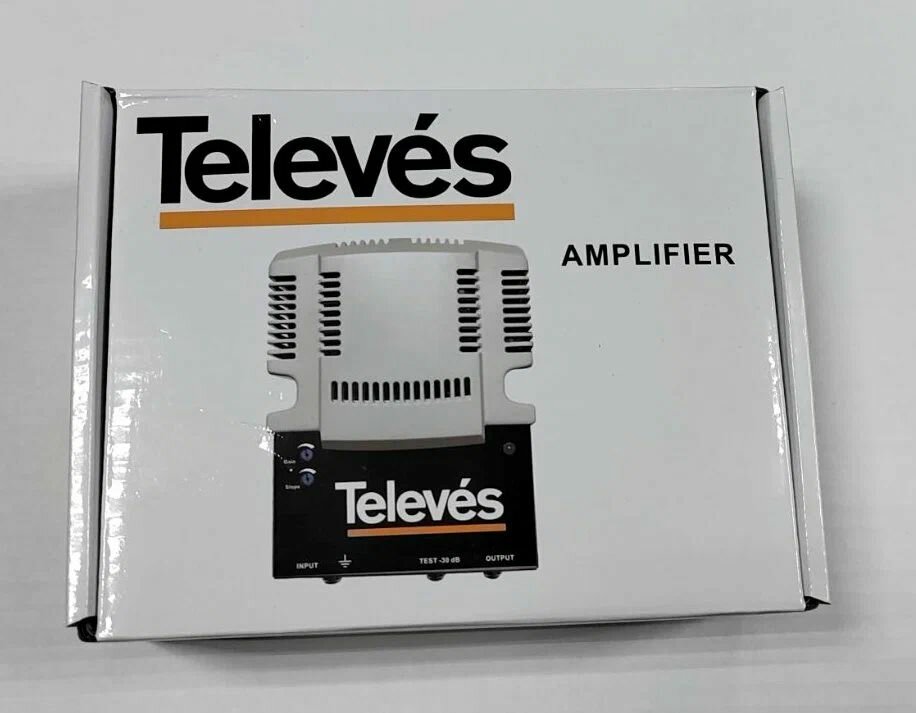 Televés
AMPLIFIER
Gain
Slope
Televés
INPUT
TEST -30 dB
OUTPUT